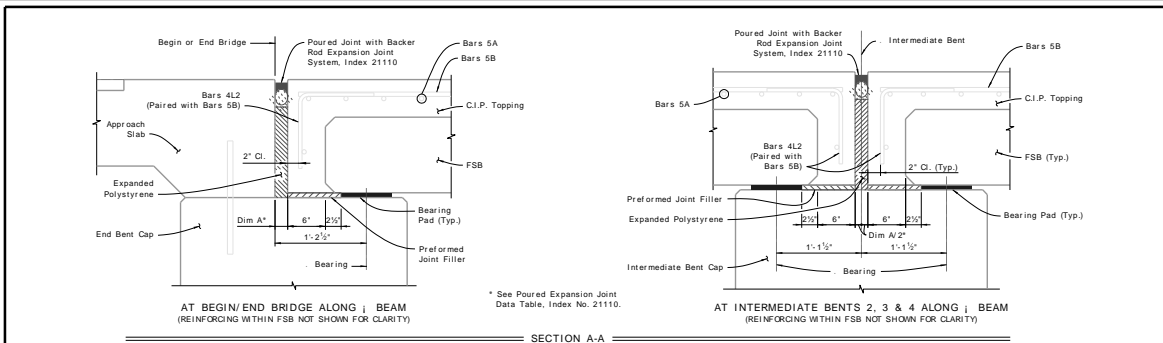 Begin or End Bridge
Poured Joint with Backer
Rod Expansion Joint
System, Index 21110
Bars 5A
Bars 5B
Bars 4L2
(Paired with Bars 5B)
C.I.P. Topping
Approach
Slab
2" Cl.
FSB
Expanded
Polystyrene
Dim A*
6"
2½"
Bearing
Pad (Typ.)
End Bent Cap
1'-2½"
Preformed
Joint Filler
. Bearing
AT BEGIN/END BRIDGE ALONG ¡ BEAM
(REINFORCING WITHIN FSB NOT SHOWN FOR CLARITY)
* See Poured Expansion Joint
Data Table, Index No. 21110.
Poured Joint with Backer
Rod Expansion Joint
System, Index 21110
. Intermediate Bent
Bars 5B
Bars 5A
C.I.P. Topping
Bars 4L2
(Paired with
Bars 5B)
FSB (Typ.)
2" Cl. (Typ.)
Preformed Joint Filler
Expanded Polystyrene
2½"
6"
6"
2½"
Bearing Pad (Typ.)
Dim A/2*
1'-1½"
1'-1½"
Intermediate Bent Cap
. Bearing
AT INTERMEDIATE BENTS 2, 3 & 4 ALONG ¡ BEAM
(REINFORCING WITHIN FSB NOT SHOWN FOR CLARITY)
SECTION A-A